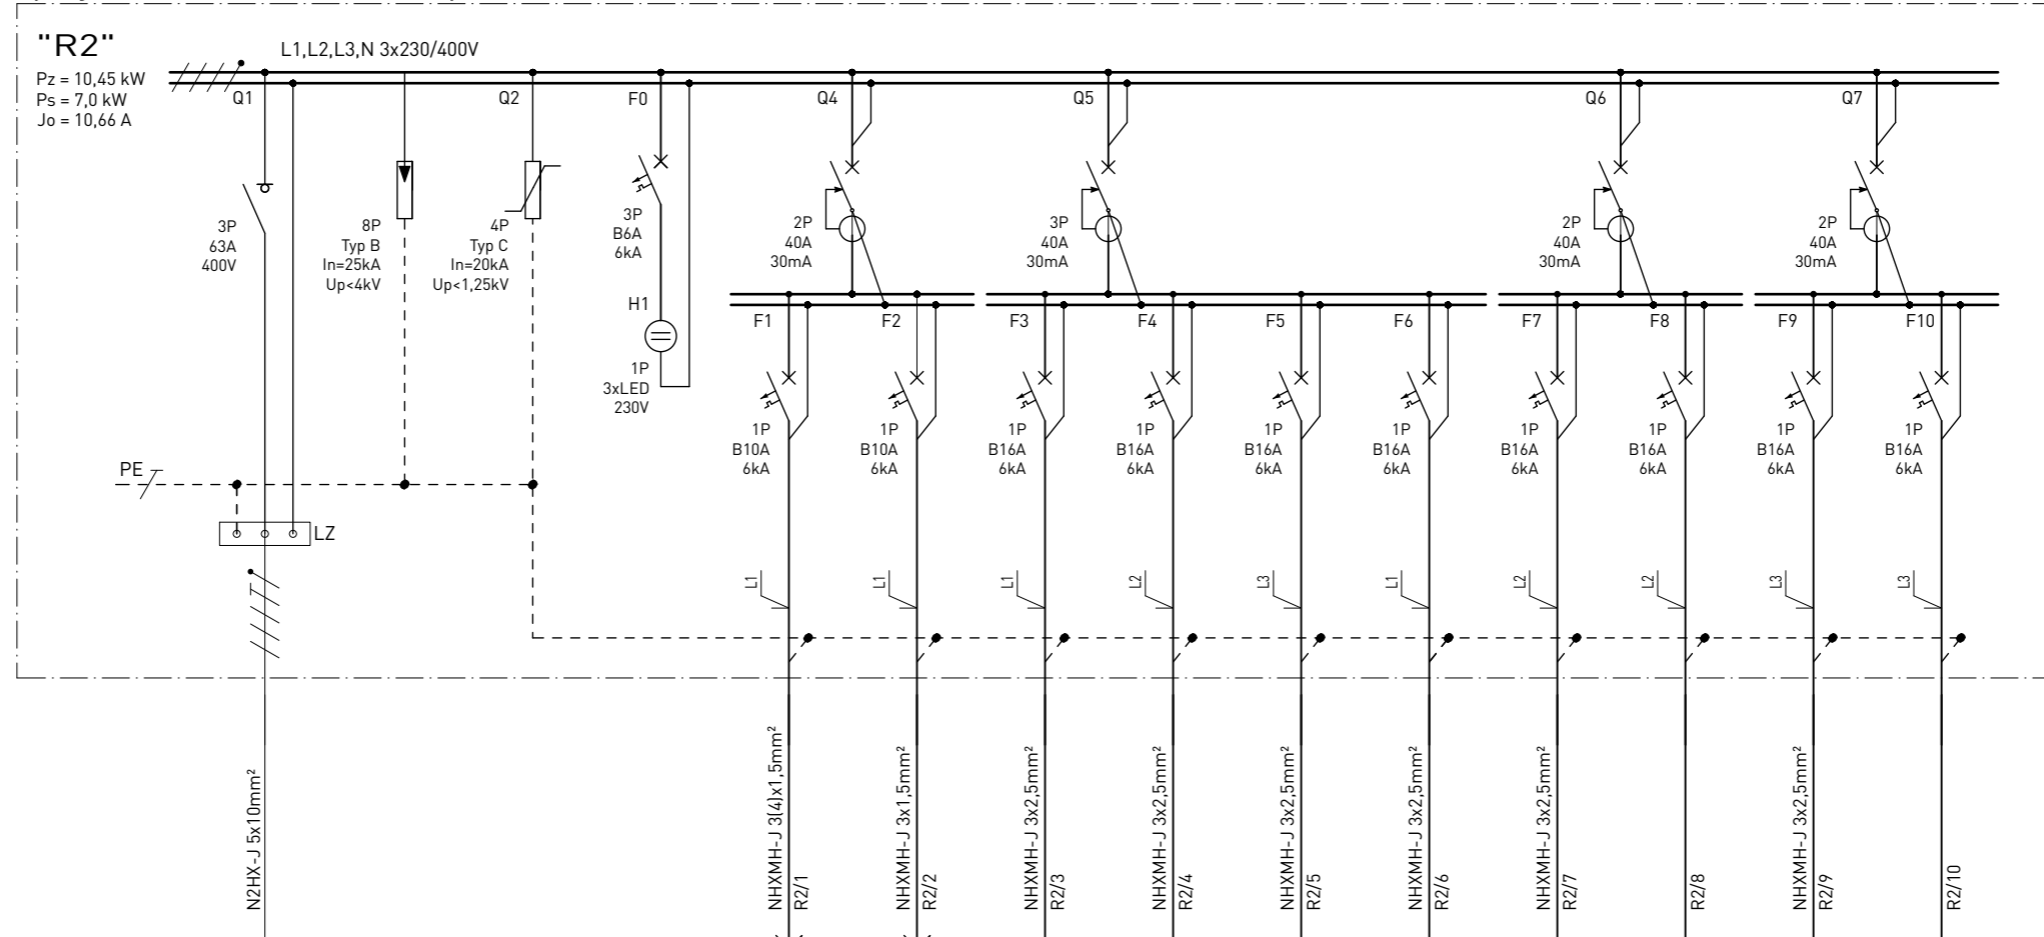 "R2"
L1,L2,L3,N 3x230/400V
Pz = 10,45 kW
Ps = 7,0 kW
Jo = 10,66 A
Q1
Q2
F0
Q4
Q5
Q6
Q7
3P
63A
400V
8P
Typ B
In=25kA
Up<4kV
4P
Typ C
In=20kA
Up<1,25kV
3P
B6A
6kA
2P
40A
30mA
3P
40A
30mA
2P
40A
30mA
2P
40A
30mA
H1
1P
3xLED
230V
F1
F2
F3
F4
F5
F6
F7
F8
F9
F10
1P
B10A
6kA
1P
B10A
6kA
1P
B16A
6kA
1P
B16A
6kA
1P
B16A
6kA
1P
B16A
6kA
1P
B16A
6kA
1P
B16A
6kA
1P
B16A
6kA
1P
B16A
6kA
PE
LZ
L1
L1
L1
L2
L3
L1
L2
L2
L3
L3
N2HX-J 5x10mm²
NHXMH-J 3(4)x1,5mm²
R2/1
NHXMH-J 3x1,5mm²
R2/2
NHXMH-J 3x2,5mm²
R2/3
NHXMH-J 3x2,5mm²
R2/4
NHXMH-J 3x2,5mm²
R2/5
NHXMH-J 3x2,5mm²
R2/6
NHXMH-J 3x2,5mm²
R2/7
R2/8
NHXMH-J 3x2,5mm²
R2/9
R2/10